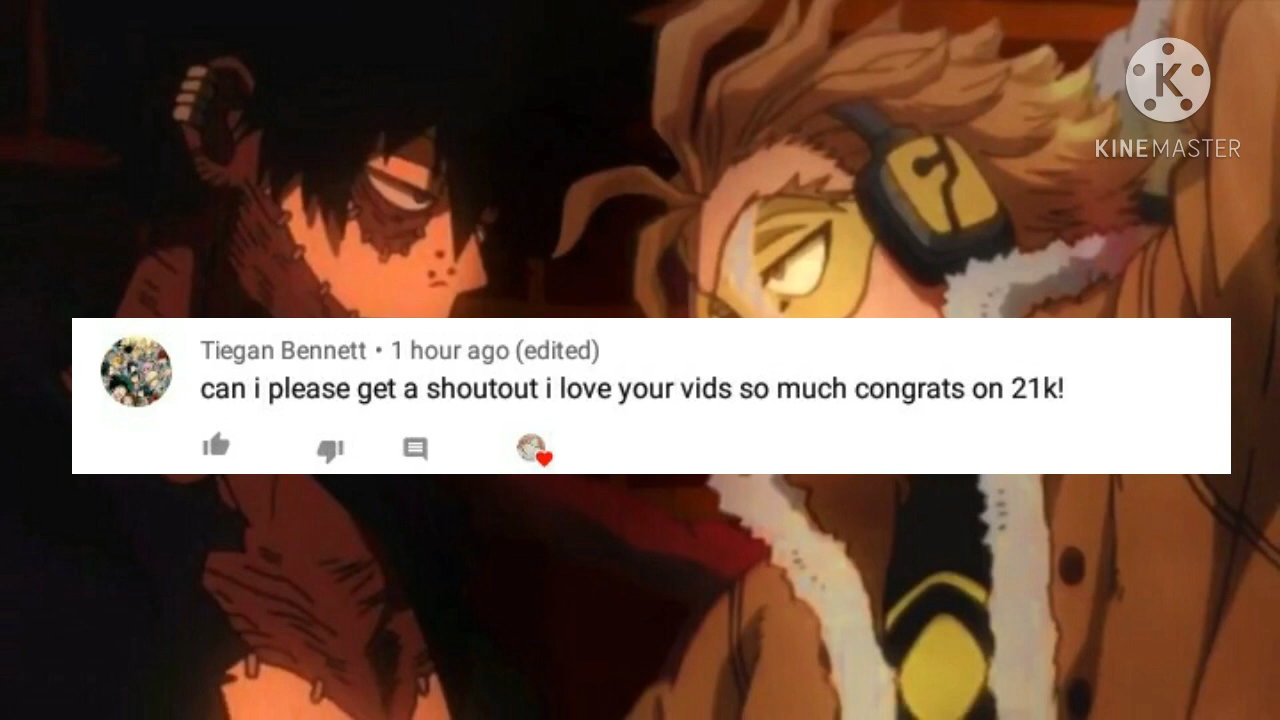 K
KINEMASTER
Tiegan Bennett • 1 hour ago (edited)
can i please get a shoutout i love your vids so much congrats on 21k!